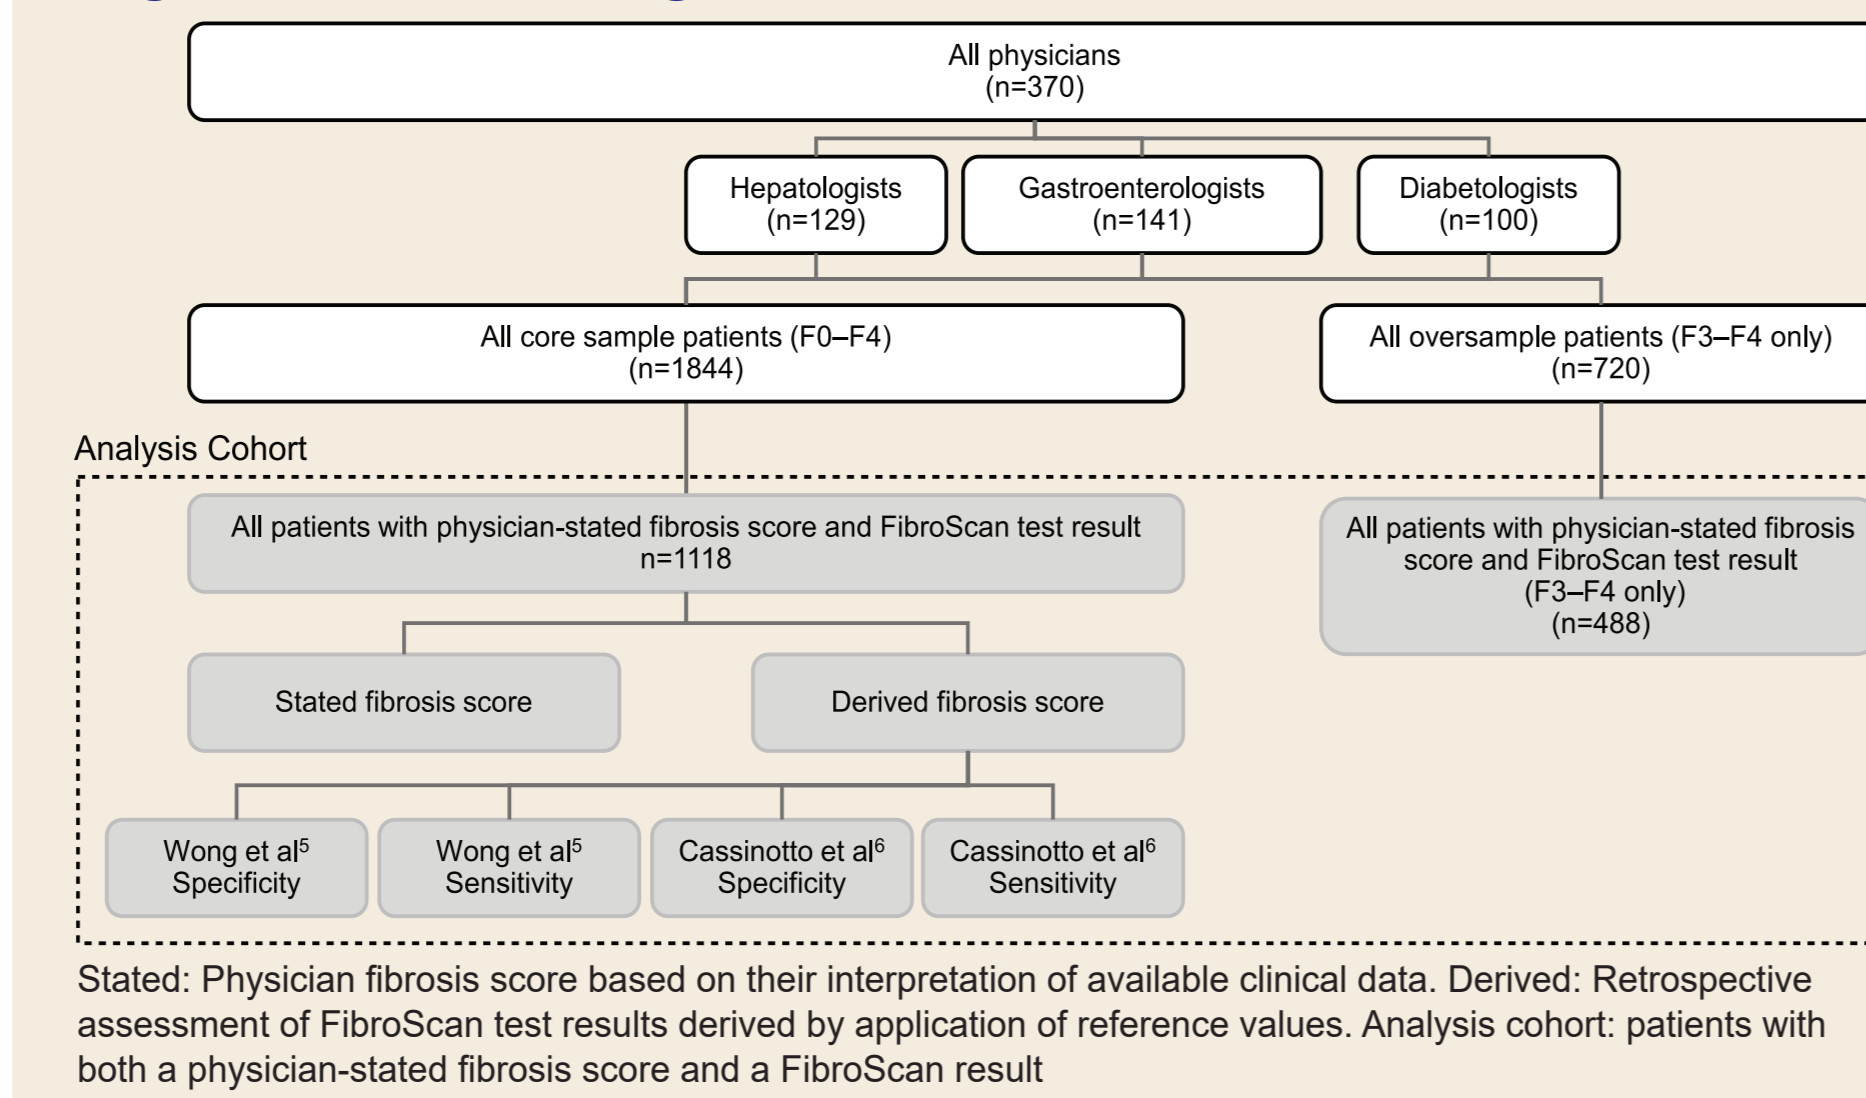 All physicians
(n=370)
Hepatologists
(n=129)
Gastroenterologists
(n=141)
Diabetologists
(n=100)
All core sample patients (F0–F4)
(n=1844)
All oversample patients (F3–F4 only)
(n=720)
Analysis Cohort
All patients with physician-stated fibrosis score and FibroScan test result
n=1118
All patients with physician-stated fibrosis
score and FibroScan test result
(F3–F4 only)
(n=488)
Stated fibrosis score
Derived fibrosis score
Wong et al⁵
Specificity
Wong et al⁵
Sensitivity
Cassinotto et al⁶
Specificity
Cassinotto et al⁶
Sensitivity
Stated: Physician fibrosis score based on their interpretation of available clinical data. Derived: Retrospective
assessment of FibroScan test results derived by application of reference values. Analysis cohort: patients with
both a physician-stated fibrosis score and a FibroScan result